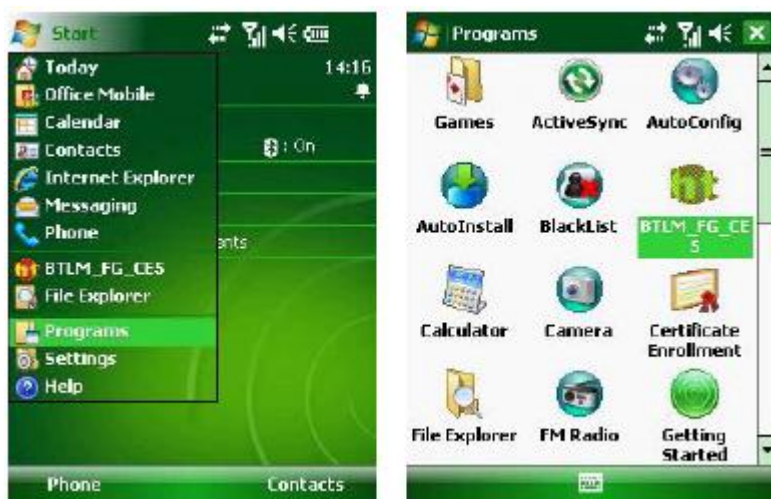 Start
Today
14:16
Office Mobile
Calendar
Contacts
: On
Internet Explorer
Messaging
Phone
ents
BTLM_FG_CE5
File Explorer
Programs
Settings
Help
Phone Contacts
Programs
Games ActiveSync AutoConfig
AutoInstall BlackList BTLM_FG_CE
5
Calculator Camera Certificate
Enrollment
File Explorer FM Radio Getting
Started